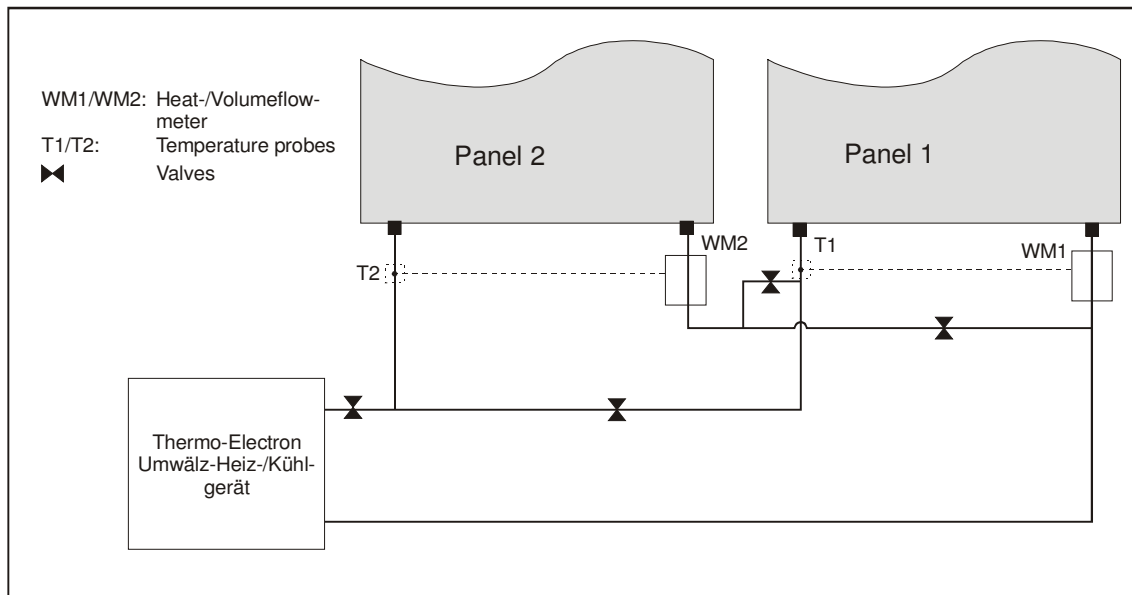 WM1/WM2: Heat-/Volumeflow-
meter
T1/T2: Temperature probes
Valves
Panel 2
Panel 1
WM2
T1
WM1
T2
Thermo-Electron
Umwälz-Heiz-/Kühl-
gerät